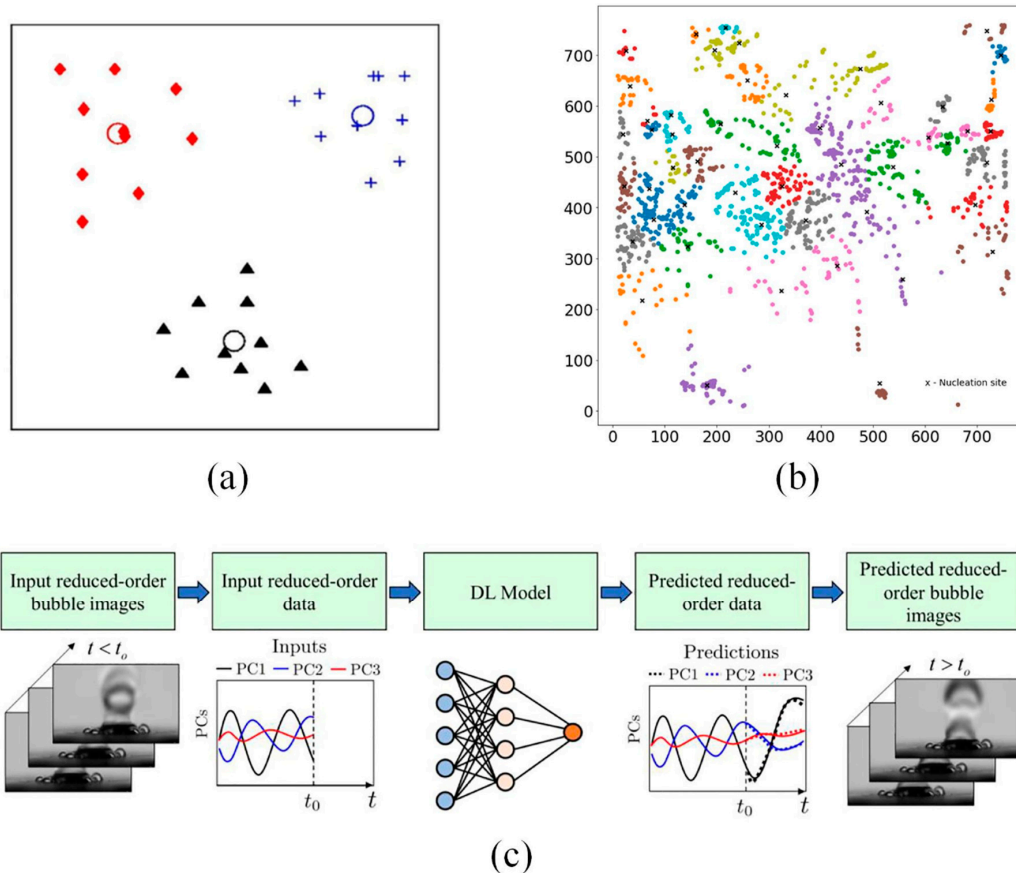 700
600
500
400
300
200
100
0
x - Nucleation site
0 100 200 300 400 500 600 700
(a)
(b)
Input reduced-order
bubble images
Input reduced-order
data
DL Model
Predicted reduced-
order data
Predicted reduced-
order bubble
images
t < t₀
Inputs
PC1 PC2 PC3
PCs
t₀
t
Predictions
PC1 PC2 PC3
PCs
t₀
t
t > t₀
(c)